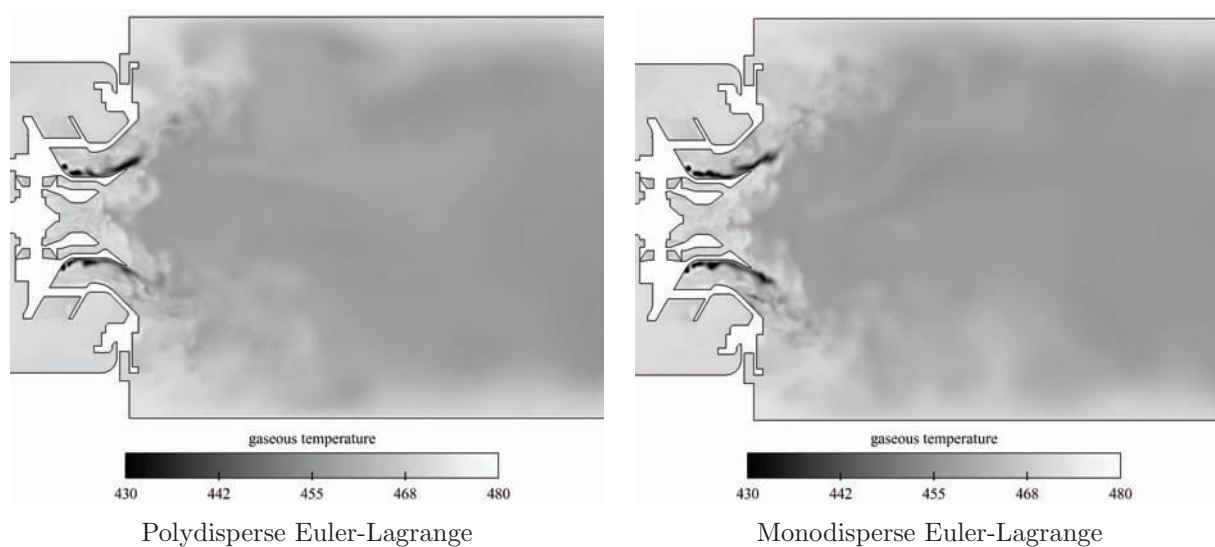 gaseous temperature
430 442 455 468 480
Polydisperse Euler-Lagrange
gaseous temperature
430 442 455 468 480
Monodisperse Euler-Lagrange